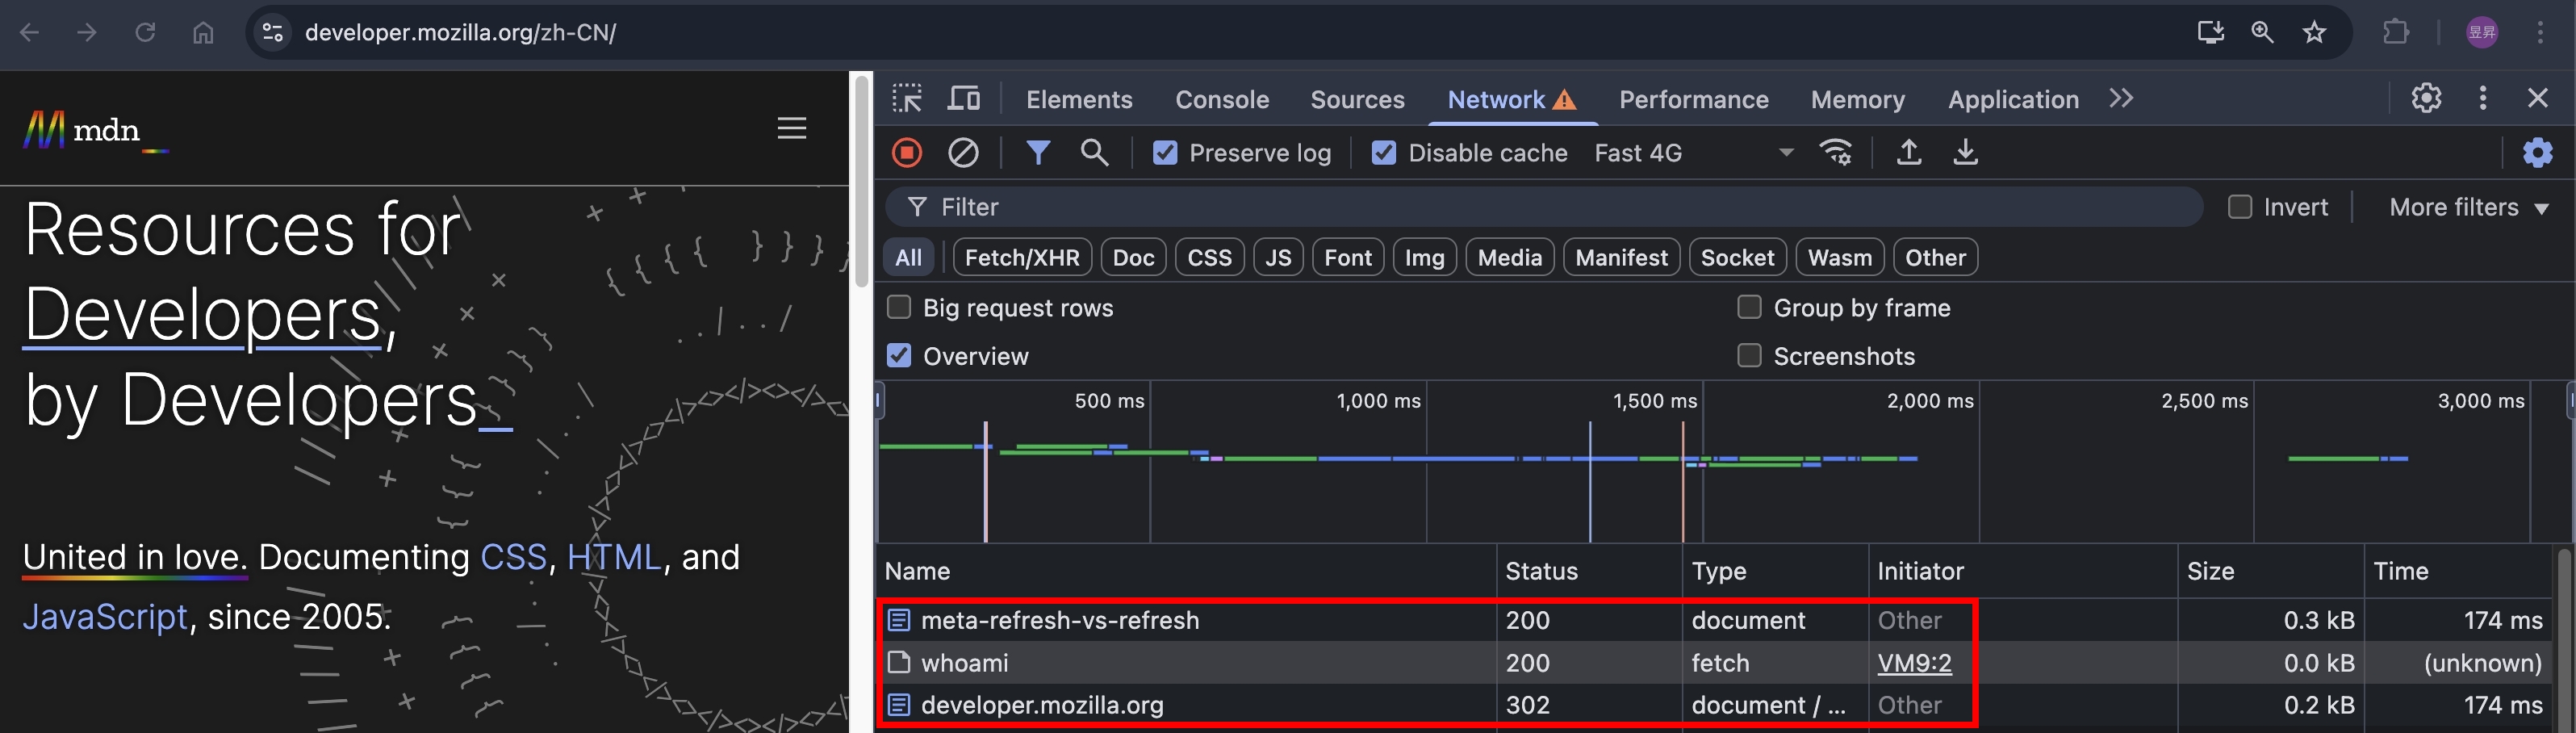 developer.mozilla.org/zh-CN/
昱昇
mdn_
Resources for
Developers,
by Developers_
United in love. Documenting CSS, HTML, and
JavaScript, since 2005.
Elements Console Sources Network Performance Memory Application
Preserve log Disable cache Fast 4G
Filter Invert More filters
All Fetch/XHR Doc CSS JS Font Img Media Manifest Socket Wasm Other
Big request rows Group by frame
Overview Screenshots
500 ms 1,000 ms 1,500 ms 2,000 ms 2,500 ms 3,000 ms
Name Status Type Initiator Size Time
meta-refresh-vs-refresh 200 document Other 0.3 kB 174 ms
whoami 200 fetch VM9:2 0.0 kB (unknown)
developer.mozilla.org 302 document / ... Other 0.2 kB 174 ms